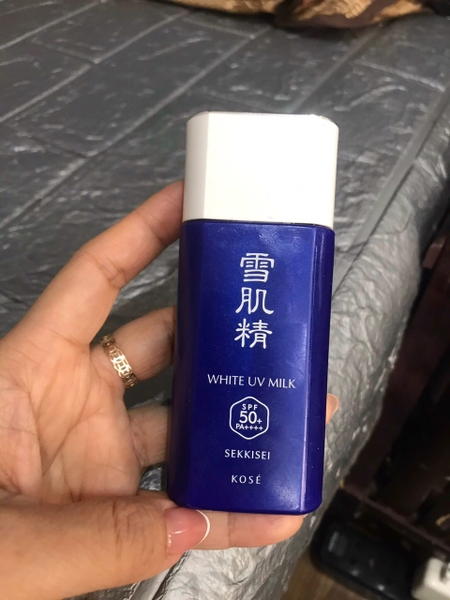 雪肌精
WHITE UV MILK
SPF
50+
PA++++
SEKKISEI
KOSÉ